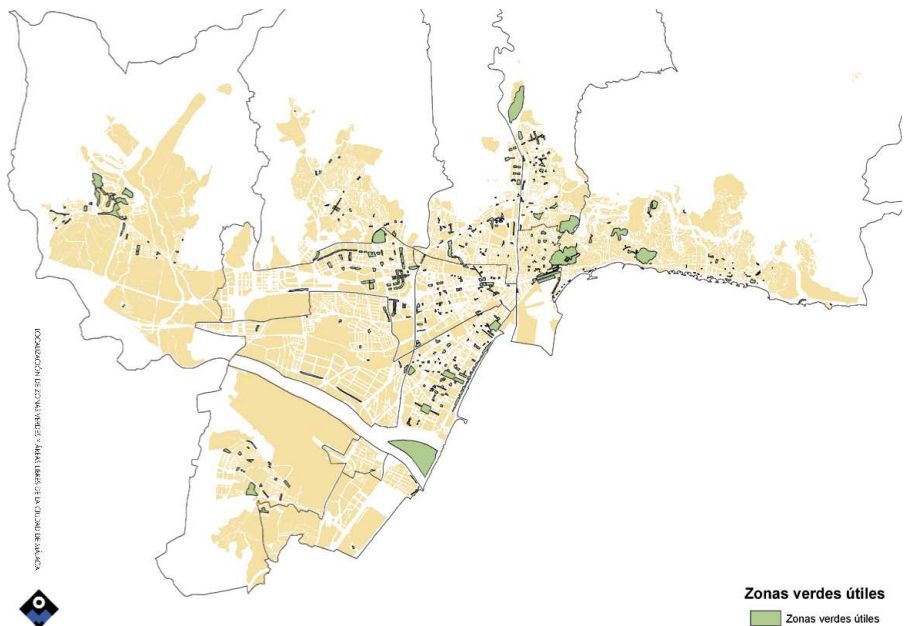 LOCALIZACIÓN DE ZONAS VERDES Y ÁREAS LIBRES DE LA CIUDAD DE MÁLAGA
Zonas verdes útiles
Zonas verdes útiles